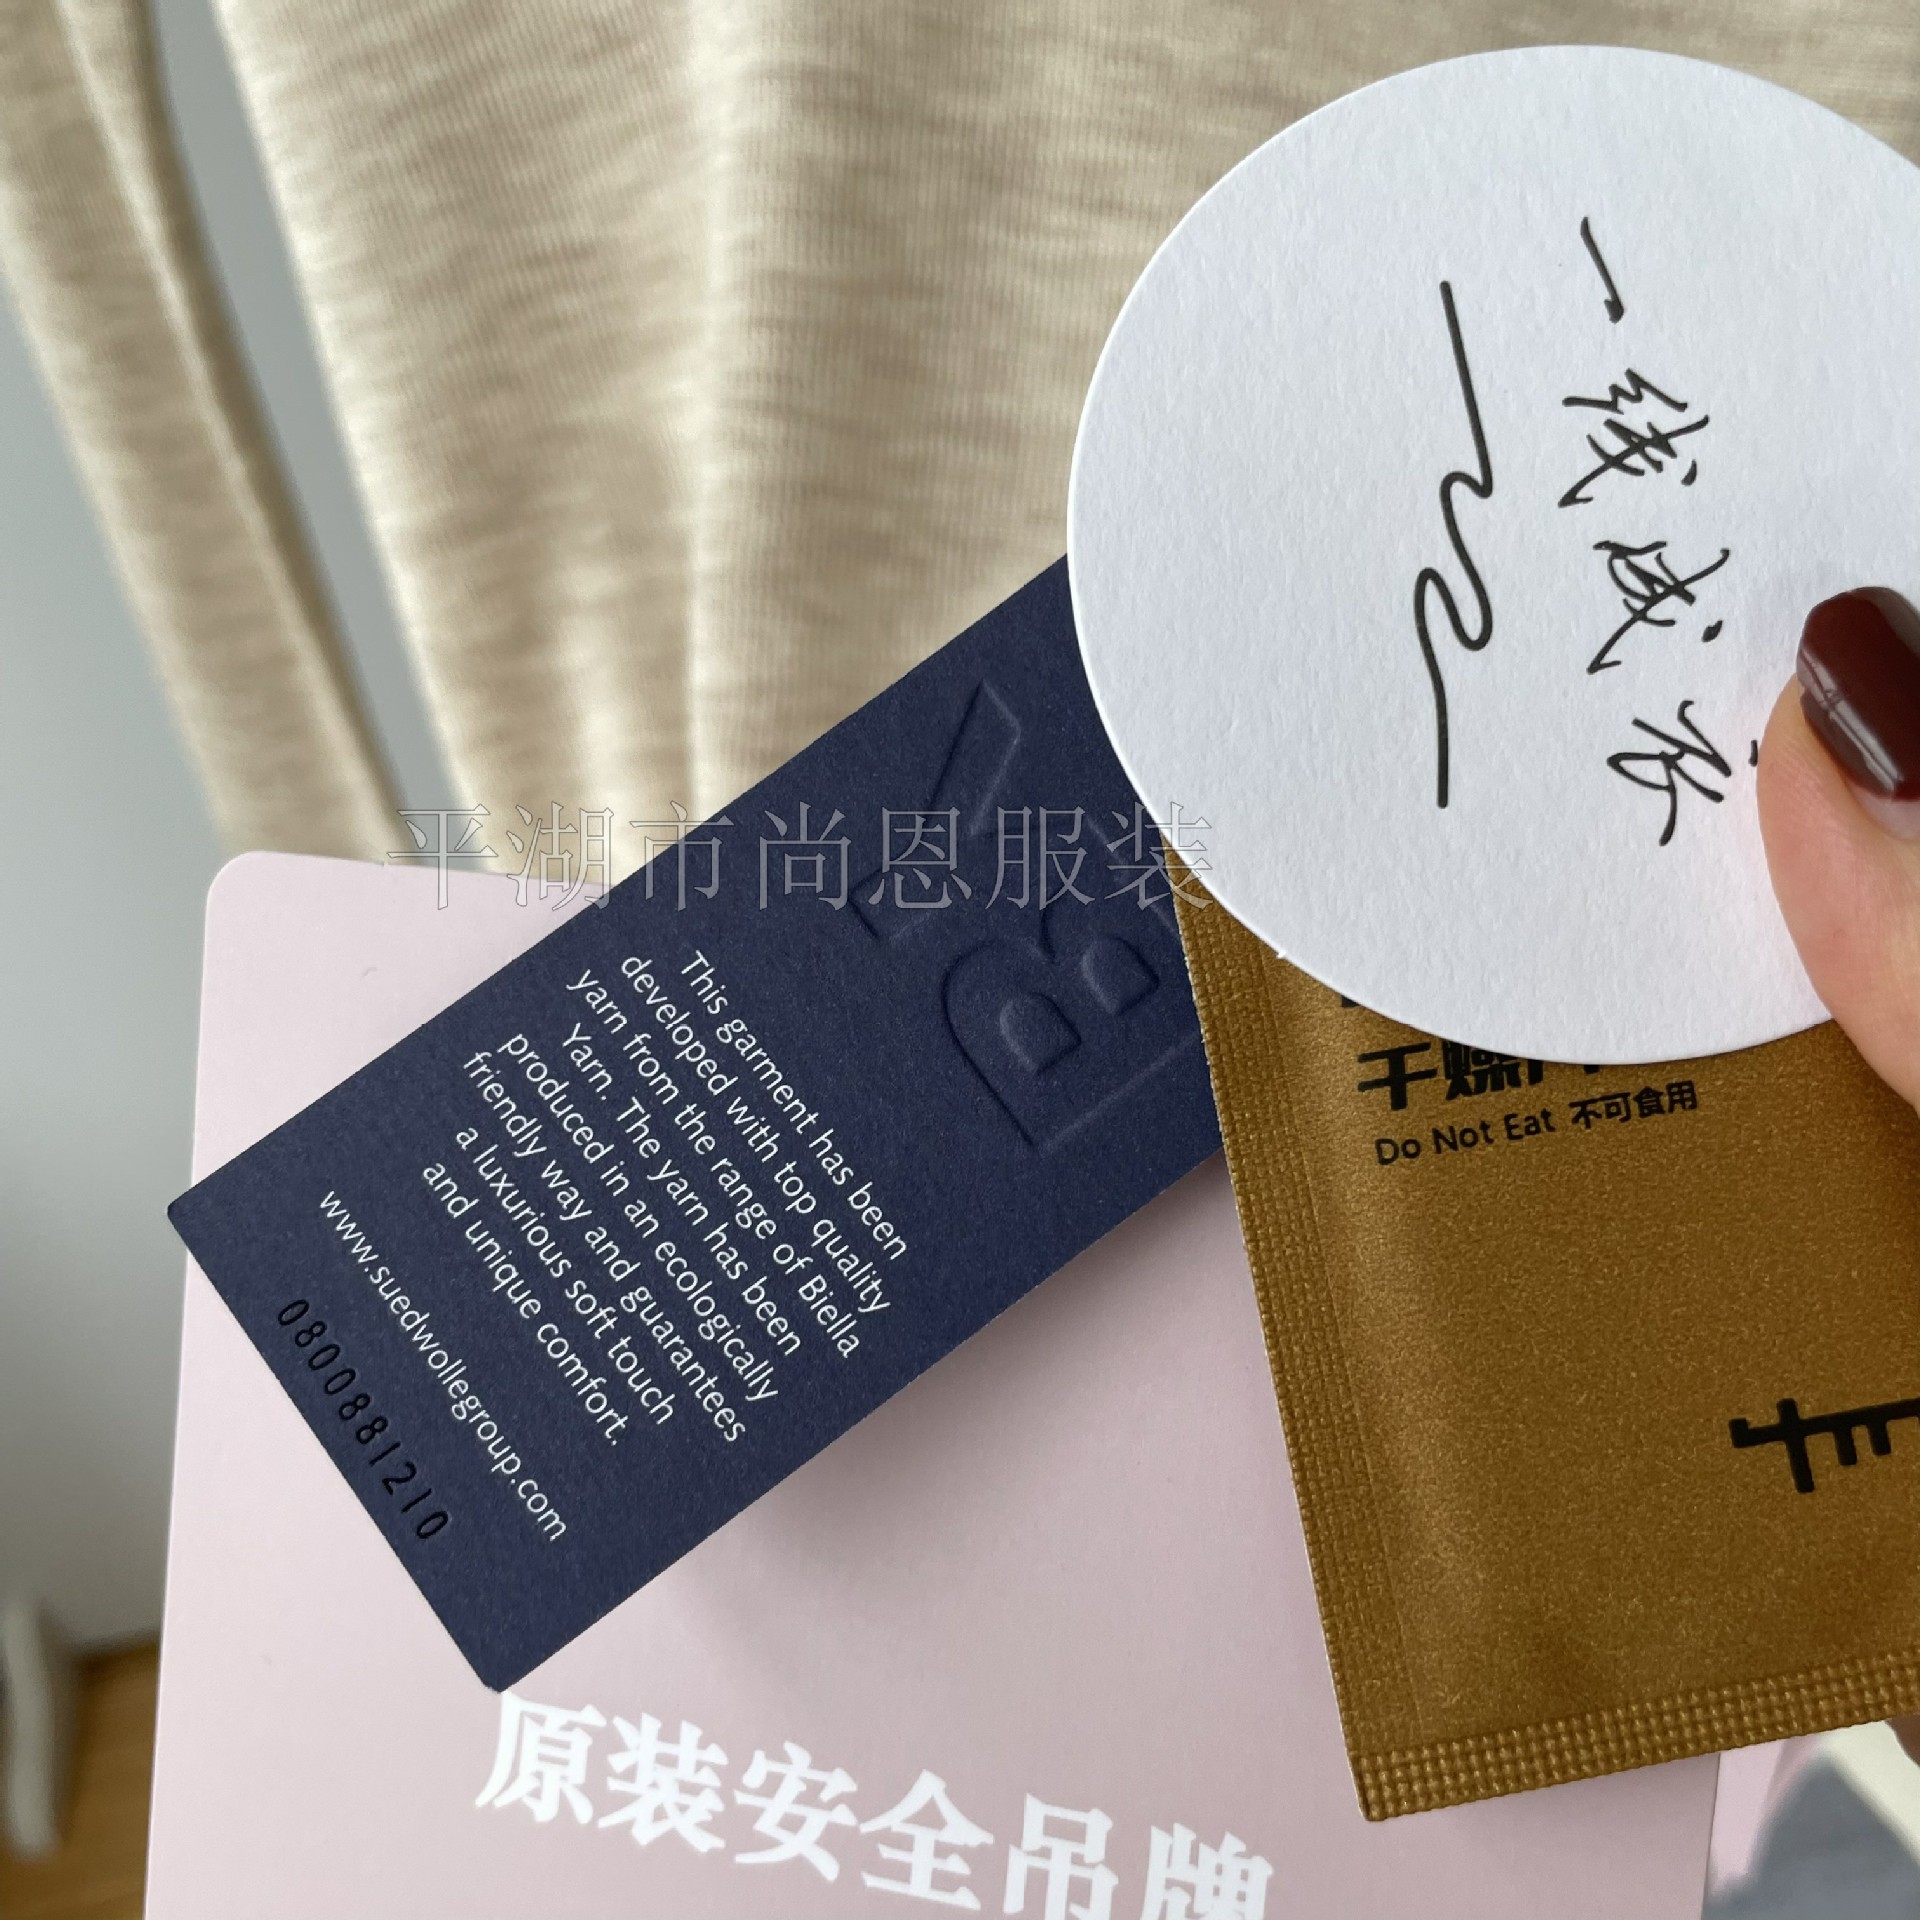 一线成衣
平湖市尚恩服装
BY
This garment has been
developed with top quality
yarn from the range of Biella
Yarn. The yarn has been
produced in an ecologically
friendly way and guarantees
a luxurious soft touch
and unique comfort.
www.suedwollegroup.com
0800881210
干燥
Do Not Eat 不可食用
原装安全吊牌